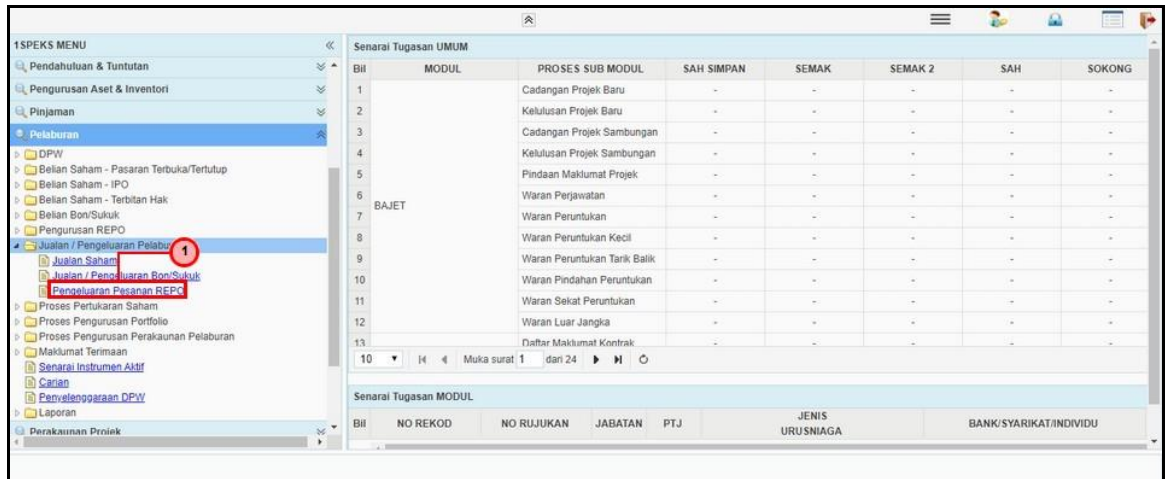 1SPEKS MENU
Pendahuluan & Tuntutan
Pengurusan Aset & Inventori
Pinjaman
Pelaburan
DPW
Belian Saham - Pasaran Terbuka/Tertutup
Belian Saham - IPO
Belian Saham - Terbitan Hak
Belian Bon/Sukuk
Pengurusan REPO
Jualan / Pengeluaran
1
Jualan Saham
Jualan / Pengeluaran Bon/Sukuk
Pengeluaran Pesanan REPO
Proses Pertukaran Saham
Proses Pengurusan Portfolio
Proses Pengurusan Perakaunan Pelaburan
Maklumat Terimaan
Senarai Instrumen Aktif
Carian
Penyelenggaraan DPW
Laporan
Perakaunan Projek
Senarai Tugasan UMUM
Bil MODUL PROSES SUB MODUL SAH SIMPAN SEMAK SEMAK 2 SAH SOKONG
1 Cadangan Projek Baru - - - - -
2 Kelulusan Projek Baru - - - - -
3 Cadangan Projek Sambungan - - - - -
4 Kelulusan Projek Sambungan - - - - -
5 Pindaan Maklumat Projek - - - - -
6 Waran Perjawatan - - - - -
BAJET
7 Waran Peruntukan - - - - -
8 Waran Peruntukan Kecil - - - - -
9 Waran Peruntukan Tarik Balik - - - - -
10 Waran Pindahan Peruntukan - - - - -
11 Waran Sekat Peruntukan - - - - -
12 Waran Luar Jangka - - - - -
13 Daftar Maklumat Kontrak - - - - -
10 Muka surat 1 dari 24
Senarai Tugasan MODUL
Bil NO REKOD NO RUJUKAN JABATAN PTJ JENIS URUSNIAGA BANK/SYARIKAT/INDIVIDU